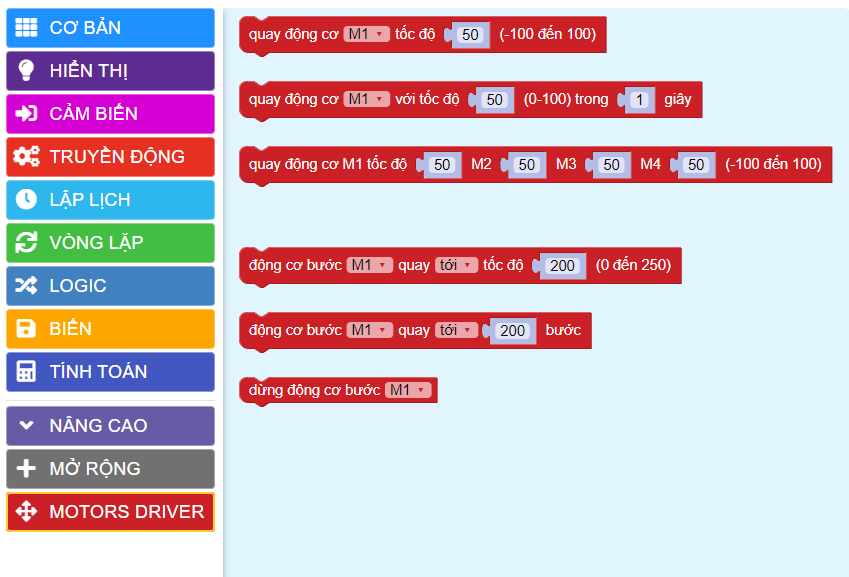 CƠ BẢN
HIỂN THỊ
CẢM BIẾN
TRUYỀN ĐỘNG
LẬP LỊCH
VÒNG LẶP
LOGIC
BIẾN
TÍNH TOÁN
NÂNG CAO
MỞ RỘNG
MOTORS DRIVER
quay động cơ M1 tốc độ 50 (-100 đến 100)
quay động cơ M1 với tốc độ 50 (0-100) trong 1 giây
quay động cơ M1 tốc độ 50 M2 50 M3 50 M4 50 (-100 đến 100)
động cơ bước M1 quay tới tốc độ 200 (0 đến 250)
động cơ bước M1 quay tới 200 bước
dừng động cơ bước M1